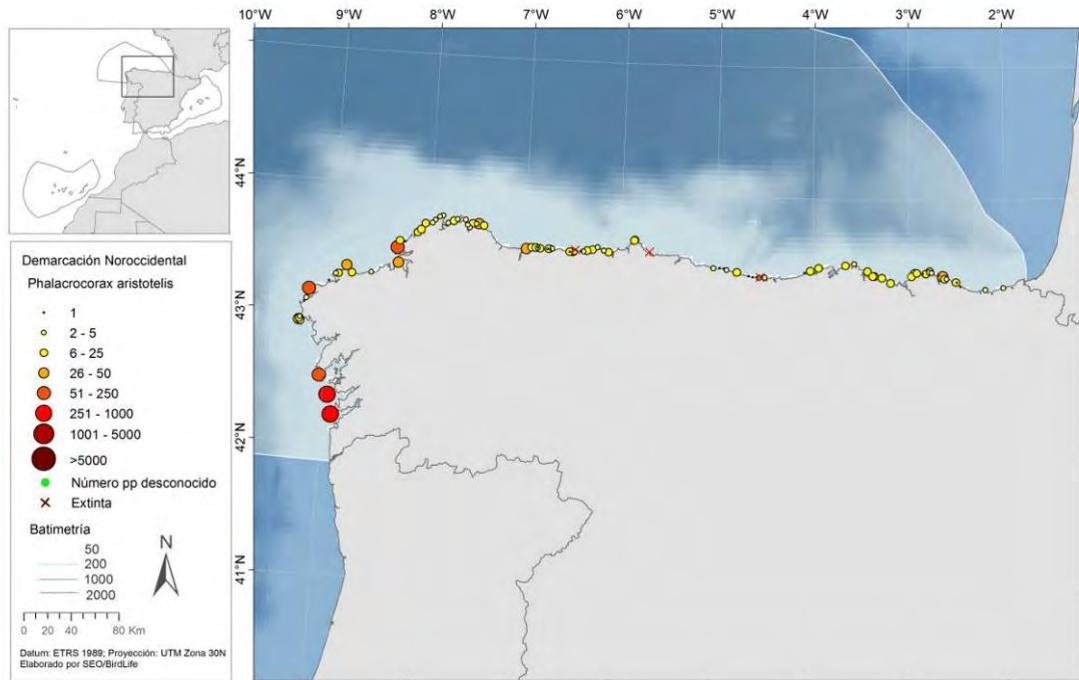 10°W 9°W 8°W 7°W 6°W 5°W 4°W 3°W 2°W
44°N
43°N
42°N
41°N
Demarcación Noroccidental
Phalacrocorax aristotelis
1
2 - 5
6 - 25
26 - 50
51 - 250
251 - 1000
1001 - 5000
>5000
Número pp desconocido
Extinta
Batimetría
50
200
1000
2000
N
0 20 40 80 Km
Datum: ETRS 1989; Proyección: UTM Zona 30N
Elaborado por SEO/BirdLife